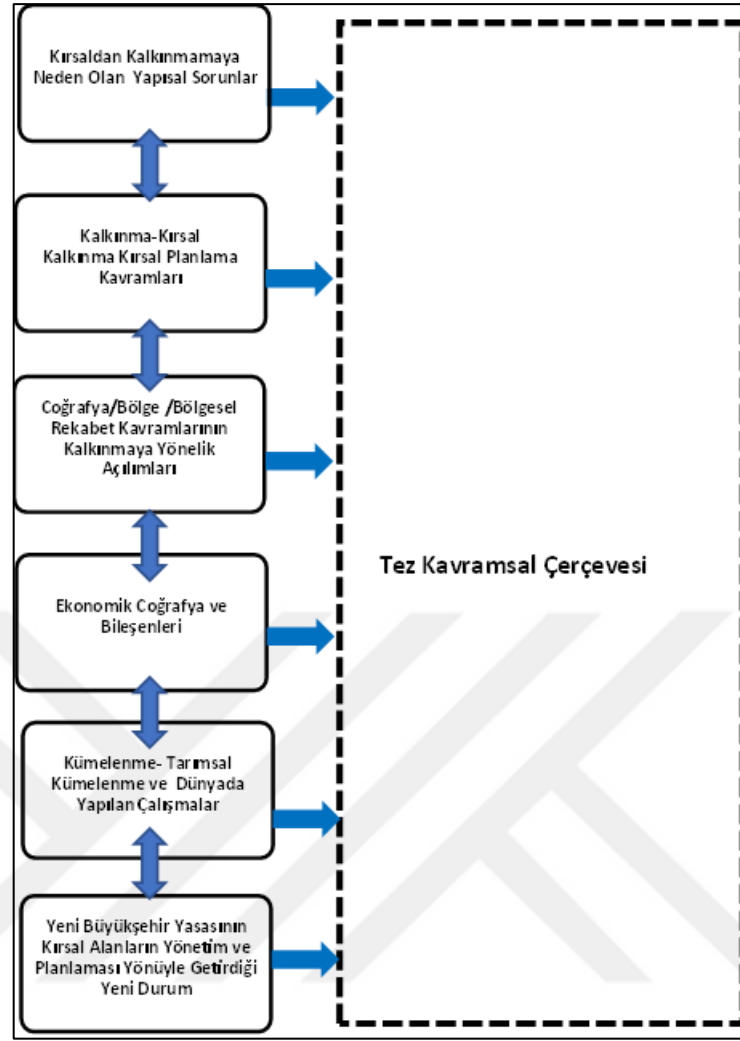 Kırsaldan Kalkınmamaya
Neden Olan Yapısal Sorunlar
Kalkınma-Kırsal
Kalkınma Kırsal Planlama
Kavramları
Coğrafya/Bölge /Bölgesel
Rekabet Kavramlarının
Kalkınmaya Yönelik
Açılımları
Ekonomik Coğrafya ve
Bileşenleri
Kümelenme- Tarımsal
Kümelenme ve Dünyada
Yapılan Çalışmalar
Yeni Büyükşehir Yasasının
Kırsal Alanların Yönetim ve
Planlaması Yönüyle Getirdiği
Yeni Durum
Tez Kavramsal Çerçevesi